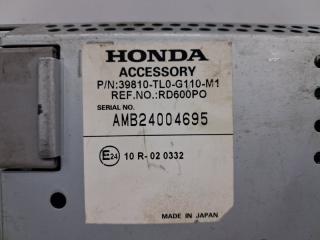 HONDA
ACCESSORY
P/N:39810-TL0-G110-M1
REF.NO.:RD600PO
SERIAL NO.
AMB24004695
E24 10 R-02 0332
MADE IN JAPAN